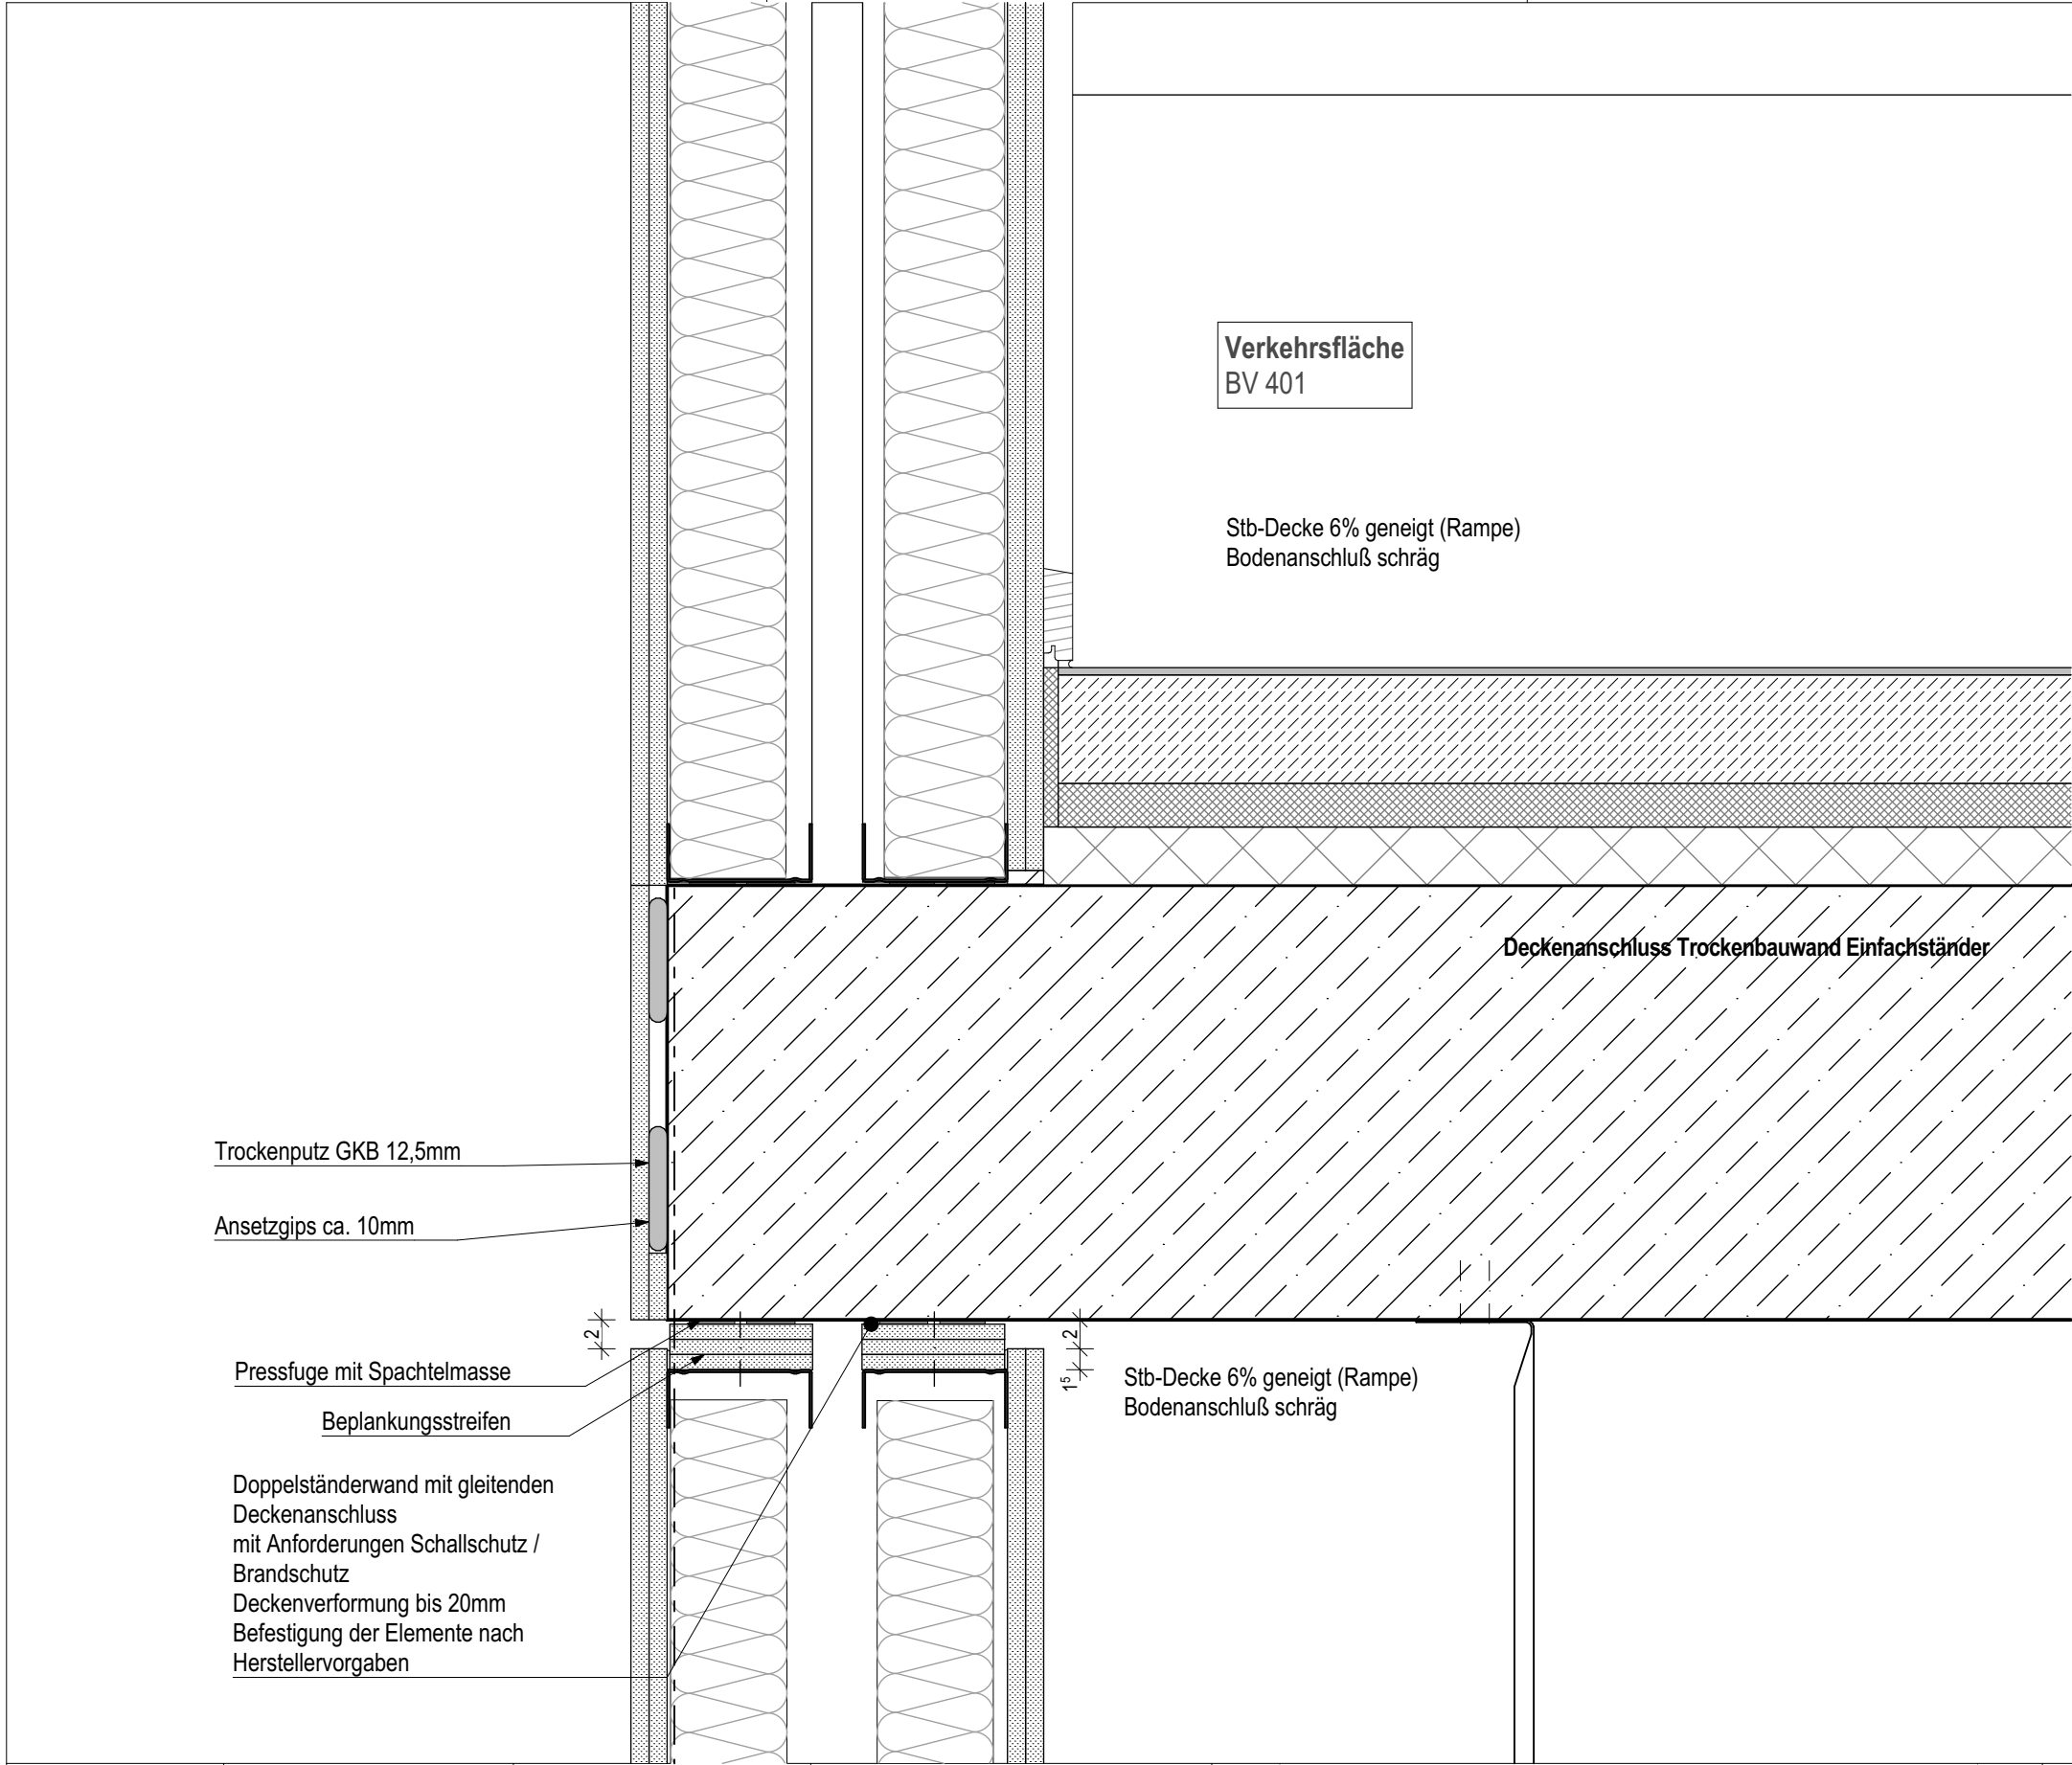 Verkehrsfläche
BV 401
Stb-Decke 6% geneigt (Rampe)
Bodenanschluß schräg
Deckenanschluss Trockenbauwand Einfachständer
Trockenputz GKB 12,5mm
Ansetzgips ca. 10mm
2
2
1⁵
Pressfuge mit Spachtelmasse
Beplankungsstreifen
Stb-Decke 6% geneigt (Rampe)
Bodenanschluß schräg
Doppelständerwand mit gleitenden
Deckenanschluss
mit Anforderungen Schallschutz /
Brandschutz
Deckenverformung bis 20mm
Befestigung der Elemente nach
Herstellervorgaben